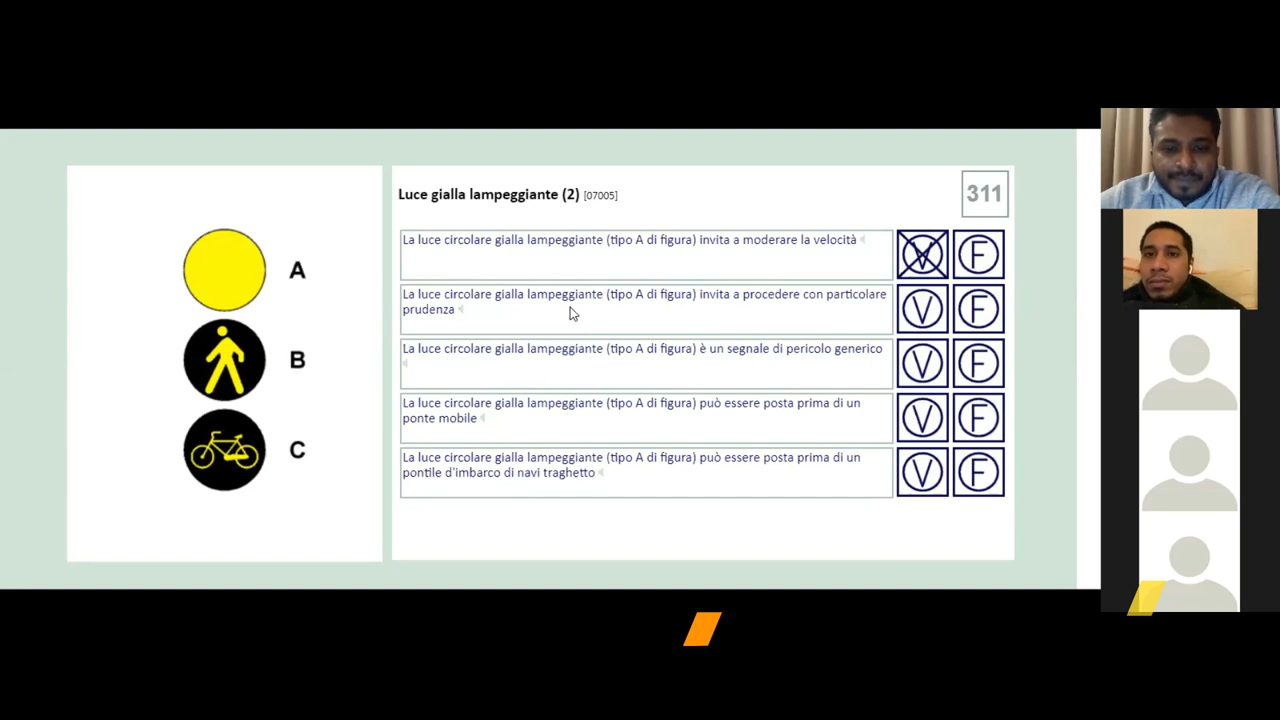 Luce gialla lampeggiante (2) [07005]
311
La luce circolare gialla lampeggiante (tipo A di figura) invita a moderare la velocità
V F
La luce circolare gialla lampeggiante (tipo A di figura) invita a procedere con particolare
prudenza
V F
La luce circolare gialla lampeggiante (tipo A di figura) è un segnale di pericolo generico
V F
La luce circolare gialla lampeggiante (tipo A di figura) può essere posta prima di un
ponte mobile
V F
La luce circolare gialla lampeggiante (tipo A di figura) può essere posta prima di un
pontile d'imbarco di navi traghetto
V F
A
B
C